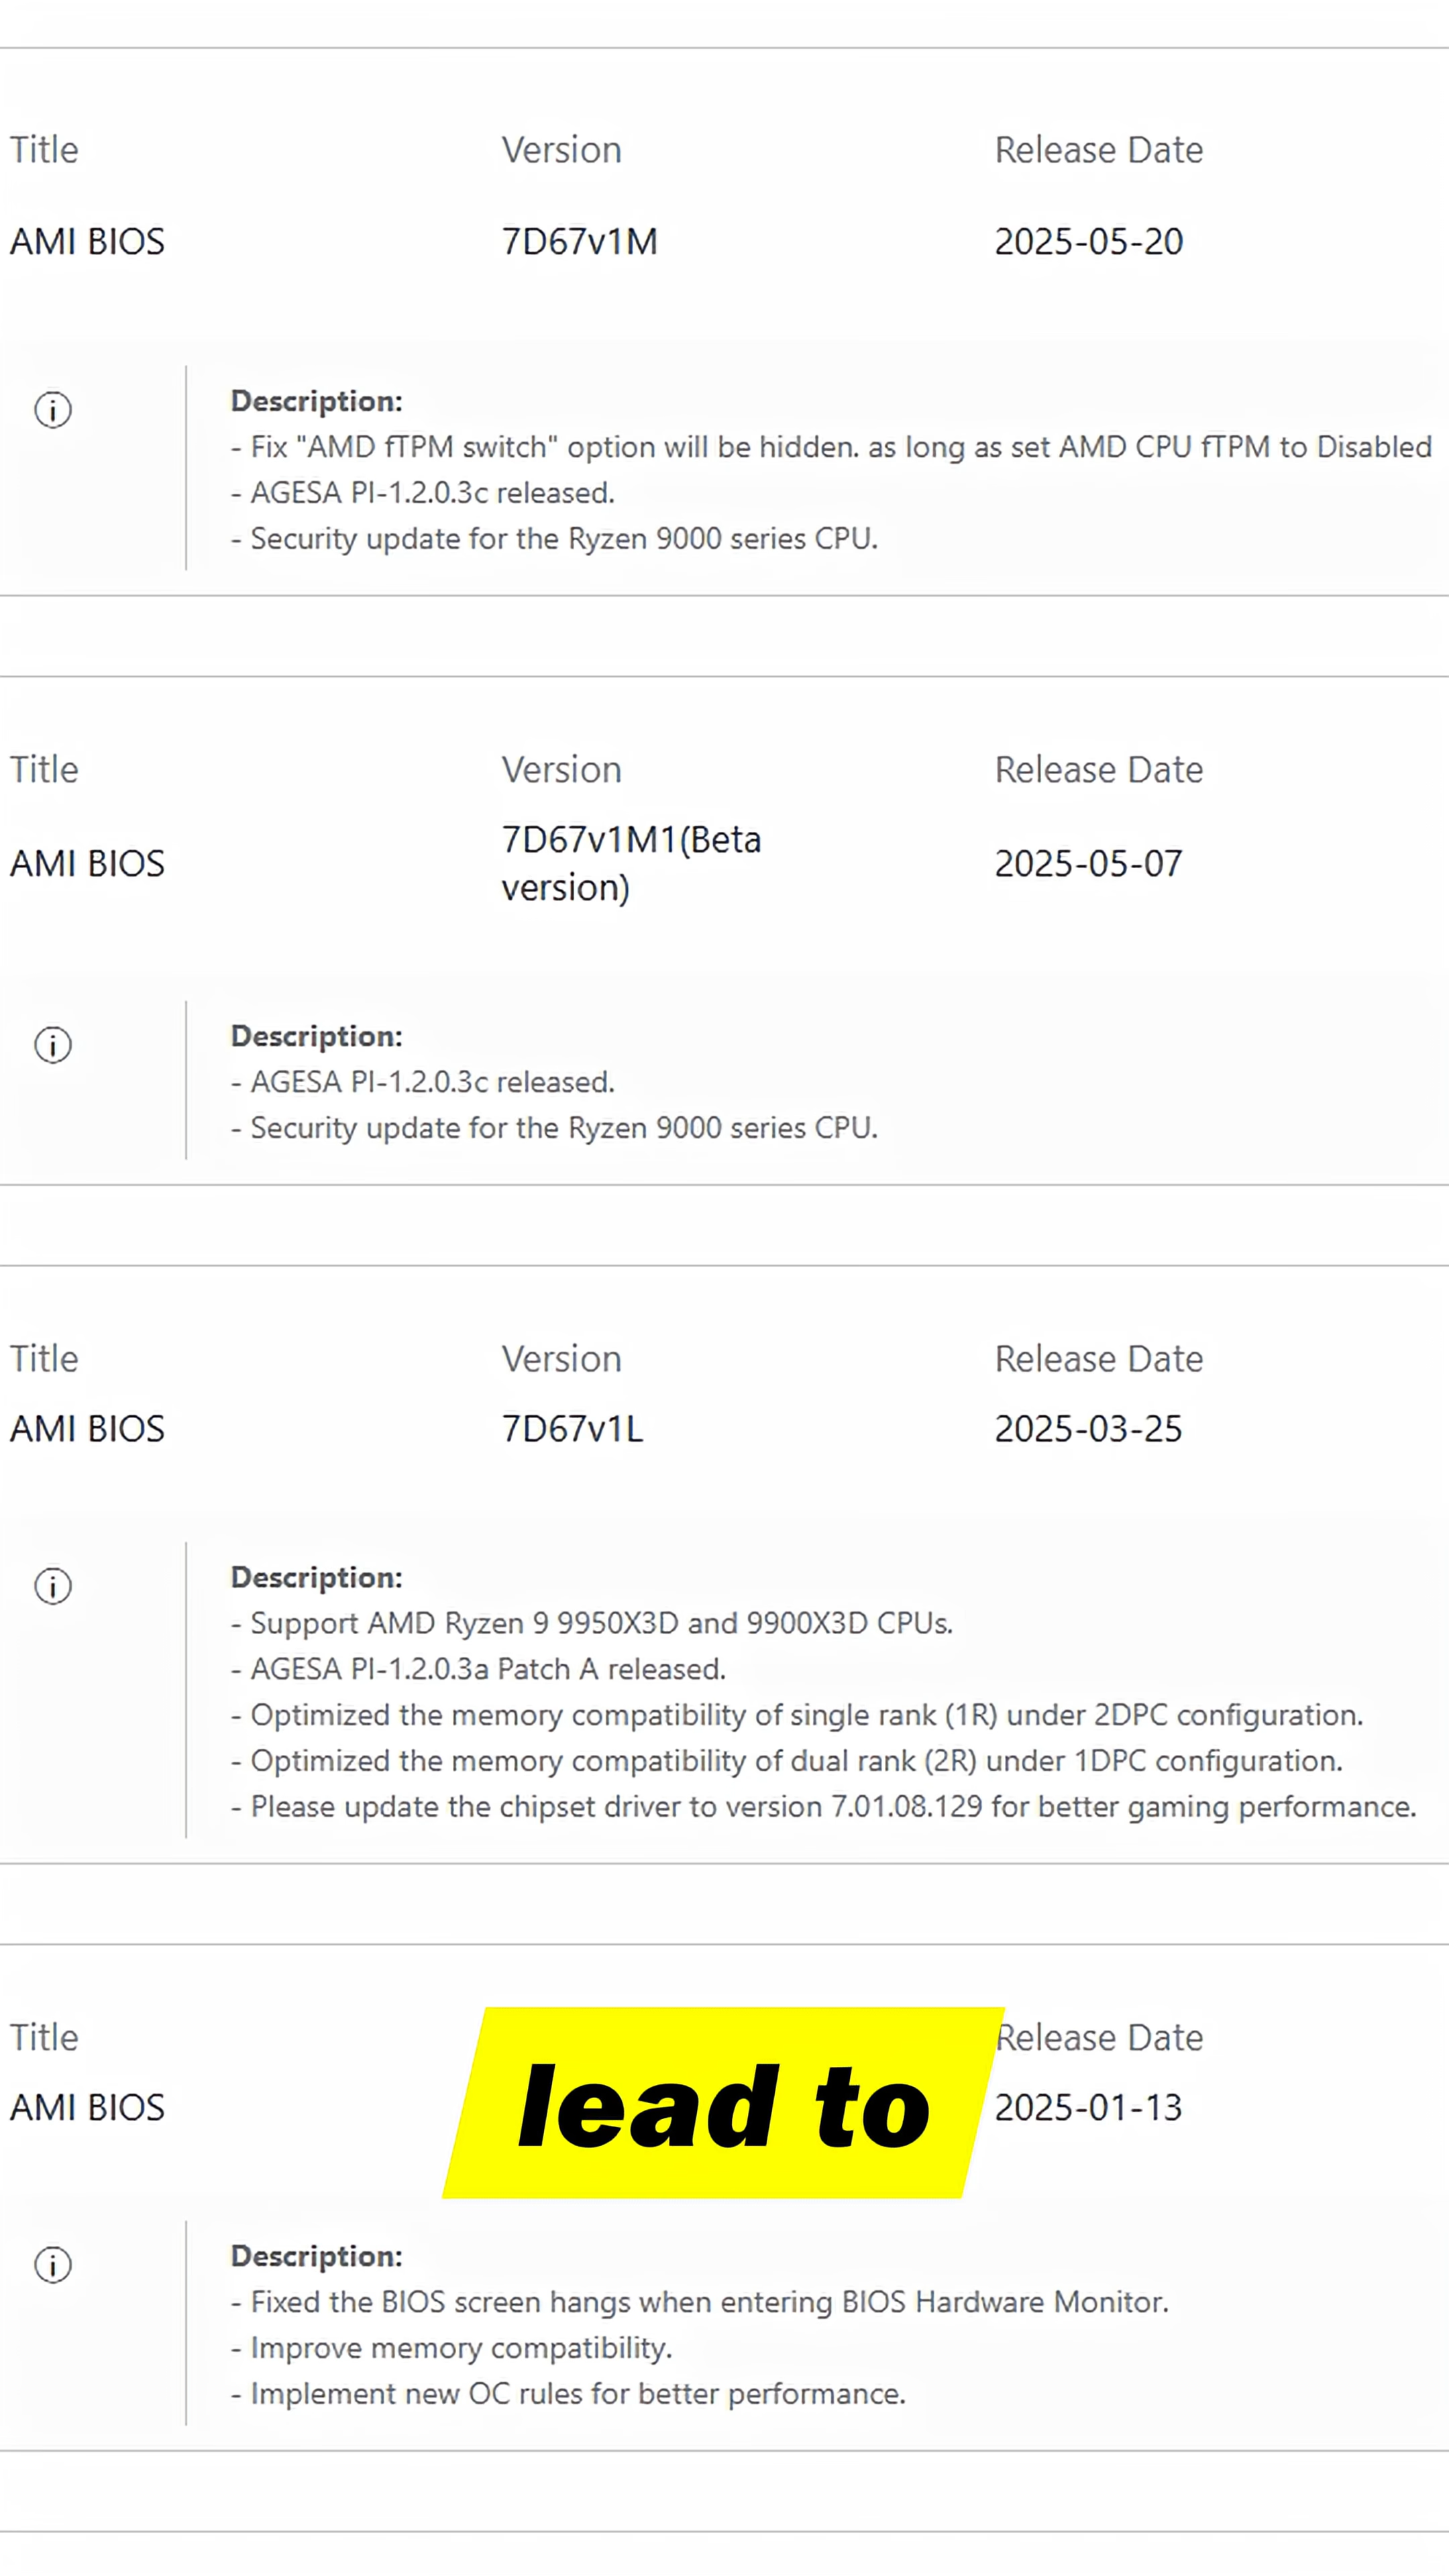 Title Version Release Date
AMI BIOS 7D67v1M 2025-05-20
Description:
- Fix "AMD fTPM switch" option will be hidden. as long as set AMD CPU fTPM to Disabled
- AGESA PI-1.2.0.3c released.
- Security update for the Ryzen 9000 series CPU.
Title Version Release Date
AMI BIOS 7D67v1M1(Beta version) 2025-05-07
Description:
- AGESA PI-1.2.0.3c released.
- Security update for the Ryzen 9000 series CPU.
Title Version Release Date
AMI BIOS 7D67v1L 2025-03-25
Description:
- Support AMD Ryzen 9 9950X3D and 9900X3D CPUs.
- AGESA PI-1.2.0.3a Patch A released.
- Optimized the memory compatibility of single rank (1R) under 2DPC configuration.
- Optimized the memory compatibility of dual rank (2R) under 1DPC configuration.
- Please update the chipset driver to version 7.01.08.129 for better gaming performance.
Title Release Date
AMI BIOS 2025-01-13
lead to
Description:
- Fixed the BIOS screen hangs when entering BIOS Hardware Monitor.
- Improve memory compatibility.
- Implement new OC rules for better performance.